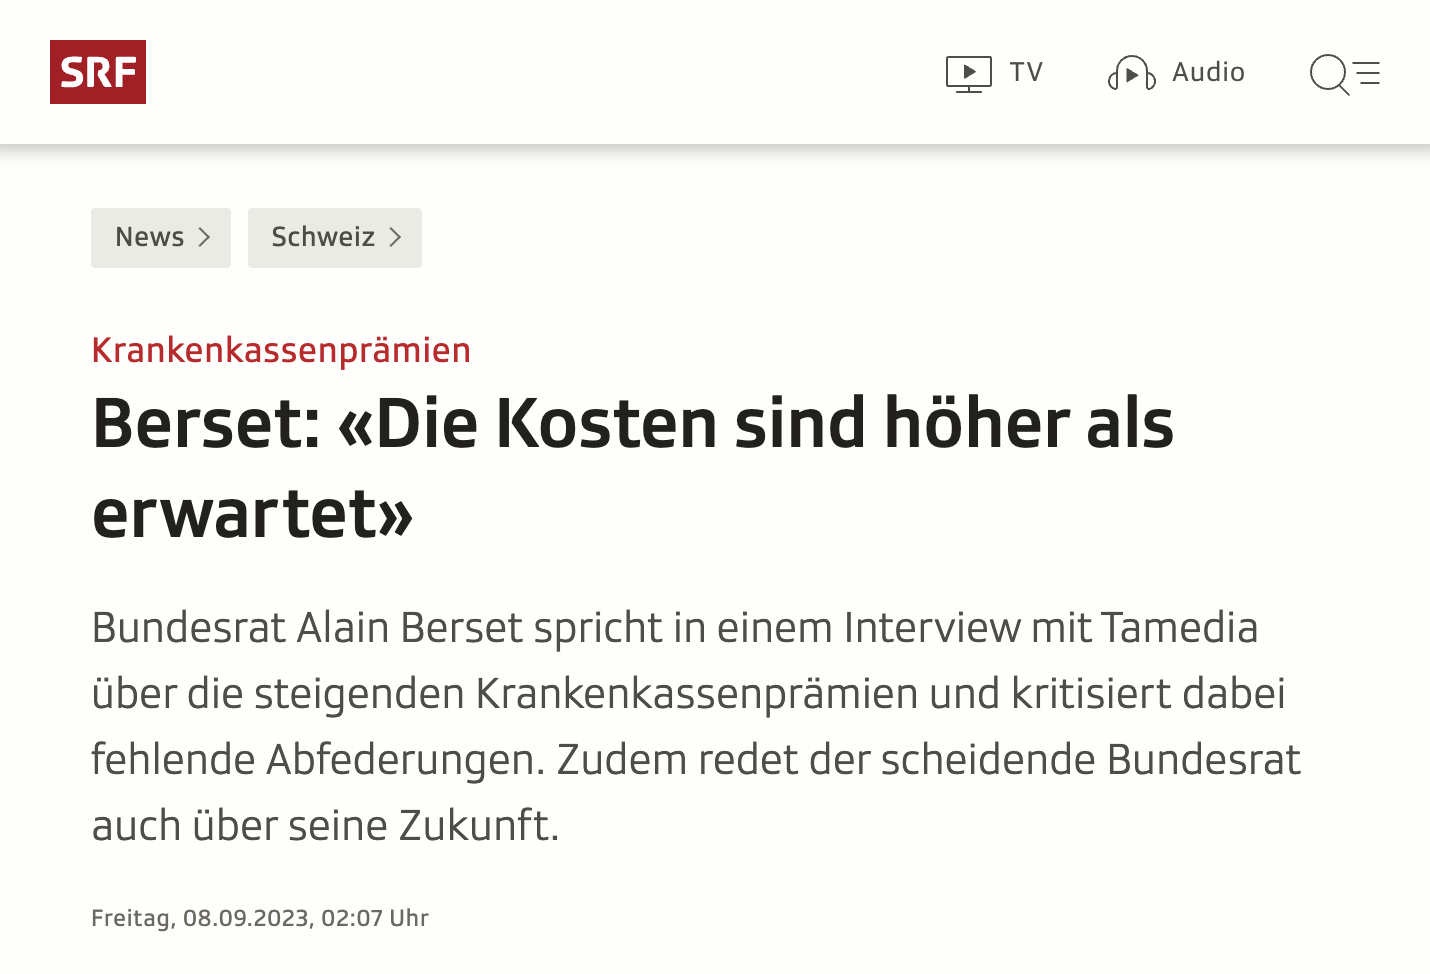 SRF
TV
Audio
News
Schweiz
Krankenkassenprämien
Berset: «Die Kosten sind höher als
erwartet»
Bundesrat Alain Berset spricht in einem Interview mit Tamedia
über die steigenden Krankenkassenprämien und kritisiert dabei
fehlende Abfederungen. Zudem redet der scheidende Bundesrat
auch über seine Zukunft.
Freitag, 08.09.2023, 02:07 Uhr